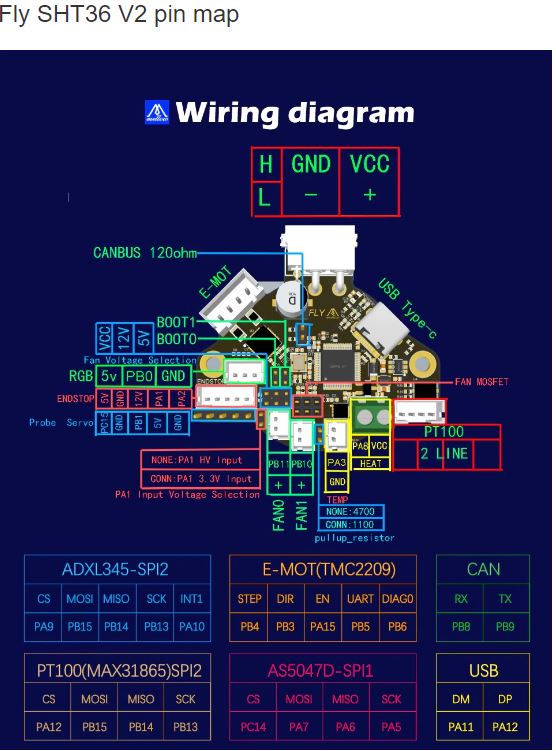 Fly SHT36 V2 pin map
Wiring diagram
H GND VCC
L - +
CANBUS 120ohm
E-MOT
FLY
USB Type-c
BOOT1
BOOT0
VCC 12V 5V
Fan Voltage Selection
RGB 5v PB0 GND
FAN MOSFET
ENDSTOP
ENDSTOP 5V GND 12V PA1 PA2
Probe Servo PC15 GND PB1 5V GND
PT100
2 LINE
NONE:PA1 HV Input
CONN:PA1 3.3V Input
PA1 Input Voltage Selection
PB11 PB10
+ +
FAN0 FAN1
PA3
GND
TEMP
PA8 VCC
HEAT
NONE:4700
CONN:1100
pullup_resistor
ADXL345-SPI2
CS MOSI MISO SCK INT1
PA9 PB15 PB14 PB13 PA10
E-MOT(TMC2209)
STEP DIR EN UART DIAG0
PB4 PB3 PA15 PB5 PB6
CAN
RX TX
PB8 PB9
PT100(MAX31865)SPI2
CS MOSI MISO SCK
PA12 PB15 PB14 PB13
AS5047D-SPI1
CS MOSI MISO SCK
PC14 PA7 PA6 PA5
USB
DM DP
PA11 PA12